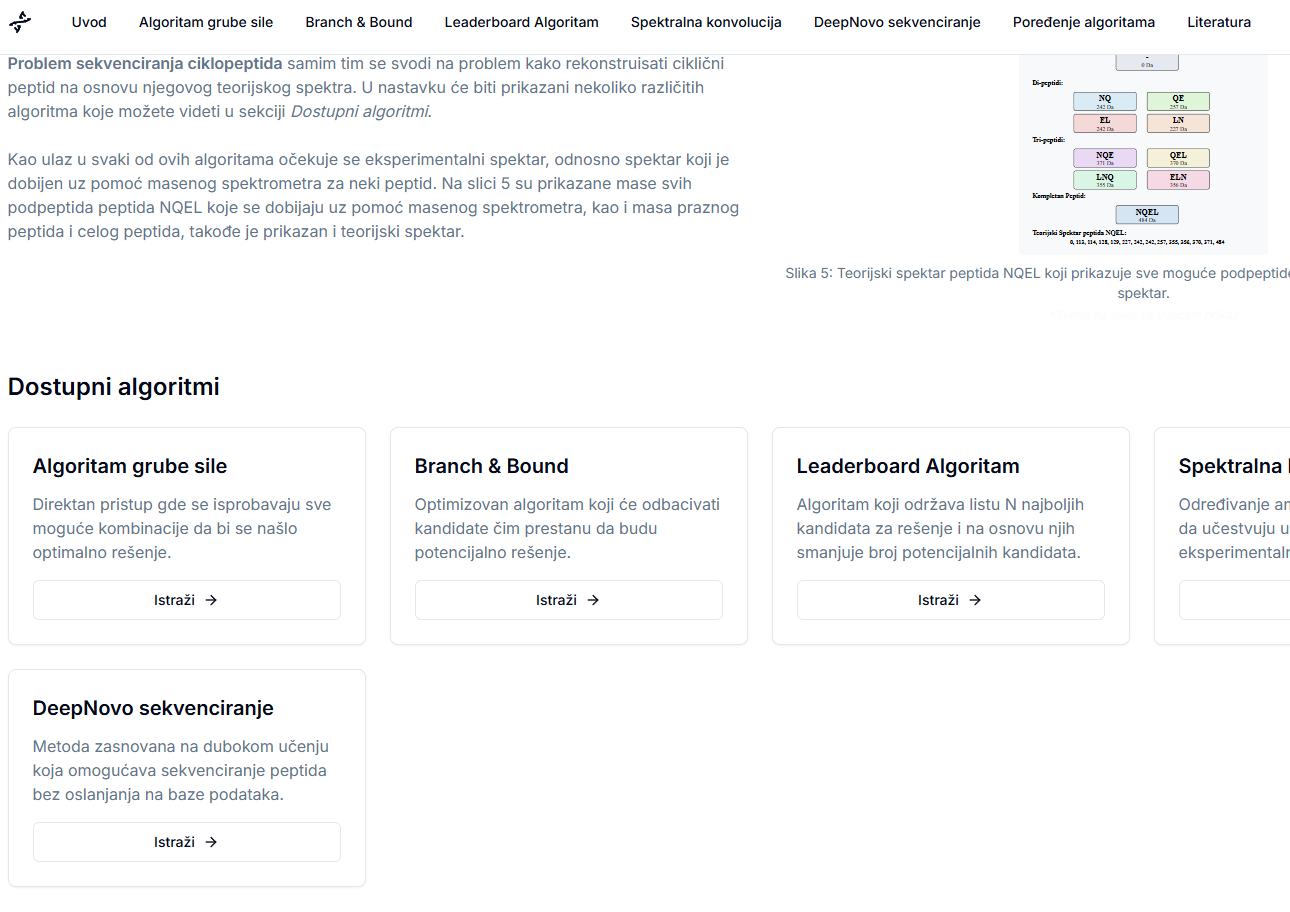 Uvod Algoritam grube sile Branch & Bound Leaderboard Algoritam Spektralna konvolucija DeepNovo sekvenciranje Poređenje algoritama Literatura
Problem sekvenciranja ciklopeptida samim tim se svodi na problem kako rekonstruisati ciklični
peptid na osnovu njegovog teorijskog spektra. U nastavku će biti prikazani nekoliko različitih
algoritma koje možete videti u sekciji Dostupni algoritmi.
Kao ulaz u svaki od ovih algoritama očekuje se eksperimentalni spektar, odnosno spektar koji je
dobijen uz pomoć masenog spektrometra za neki peptid. Na slici 5 su prikazane mase svih
podpeptida peptida NQEL koje se dobijaju uz pomoć masenog spektrometra, kao i masa praznog
peptida i celog peptida, takođe je prikazan i teorijski spektar.
0 Da
Di-peptidi:
NQ
242 Da
QE
257 Da
EL
242 Da
LN
227 Da
Tri-peptidi:
NQE
371 Da
QEL
370 Da
LNQ
355 Da
ELN
356 Da
Kompletan Peptid:
NQEL
484 Da
Teorijski Spektar peptida NQEL:
0, 113, 114, 128, 129, 227, 242, 242, 257, 355, 356, 370, 371, 484
Slika 5: Teorijski spektar peptida NQEL koji prikazuje sve moguće podpeptide
spektar.
Dostupni algoritmi
Algoritam grube sile
Direktan pristup gde se isprobavaju sve
moguće kombinacije da bi se našlo
optimalno rešenje.
Istraži →
Branch & Bound
Optimizovan algoritam koji će odbacivati
kandidate čim prestanu da budu
potencijalno rešenje.
Istraži →
Leaderboard Algoritam
Algoritam koji održava listu N najboljih
kandidata za rešenje i na osnovu njih
smanjuje broj potencijalnih kandidata.
Istraži →
Spektralna
Određivanje
da učestvuju
DeepNovo sekvenciranje
Metoda zasnovana na dubokom učenju
koja omogućava sekvenciranje peptida
bez oslanjanja na baze podataka.
Istraži →